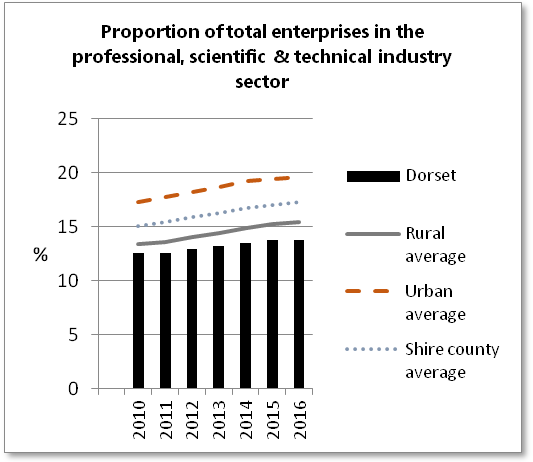 Proportion of total enterprises in the
professional, scientific & technical industry
sector
25
20
15
10
5
0
%
2010
2011
2012
2013
2014
2015
2016
Dorset
Rural
average
Urban
average
Shire county
average